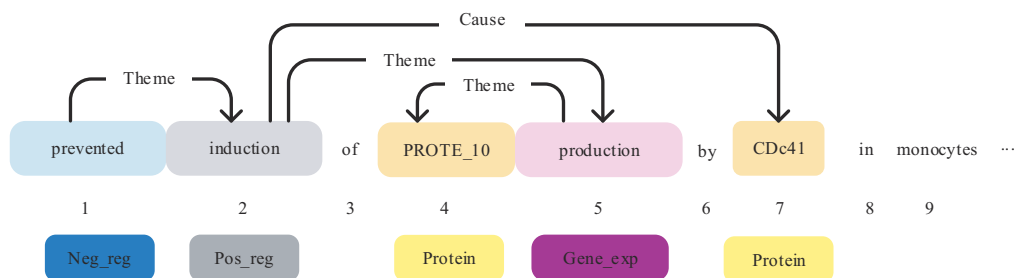 Cause
Theme
Theme
Theme
prevented induction of PROTE_10 production by CDc41 in monocytes ...
1 2 3 4 5 6 7 8 9
Neg_reg Pos_reg Protein Gene_exp Protein